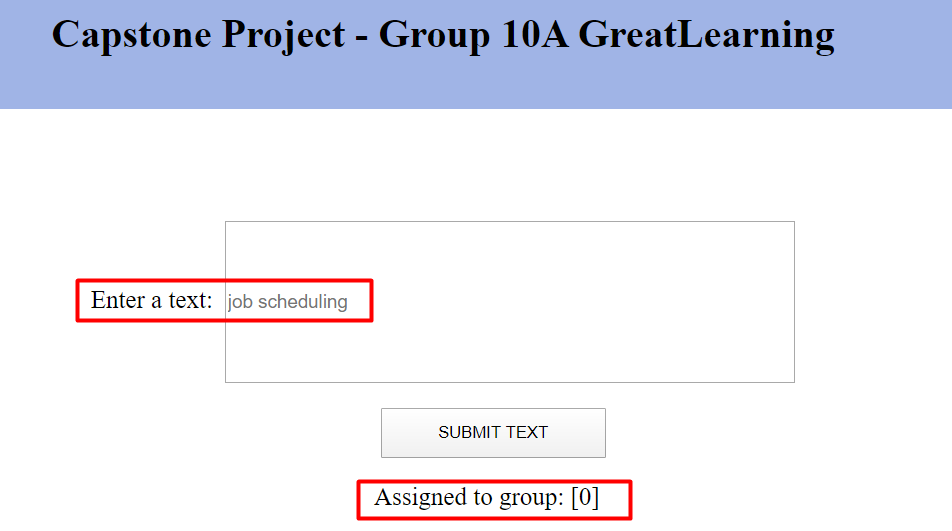 Capstone Project - Group 10A GreatLearning
Enter a text: job scheduling
SUBMIT TEXT
Assigned to group: [0]